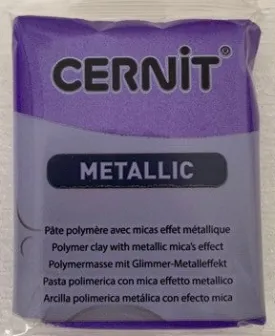 CERNIT®
METALLIC
Pâte polymère avec micas effet métallique
Polymer clay with metallic mica's effect
Polymermasse mit Glimmer-Metalleffekt
Pasta polimerica con mica effetto metallico
Arcilla polimerica metálica con efecto mica